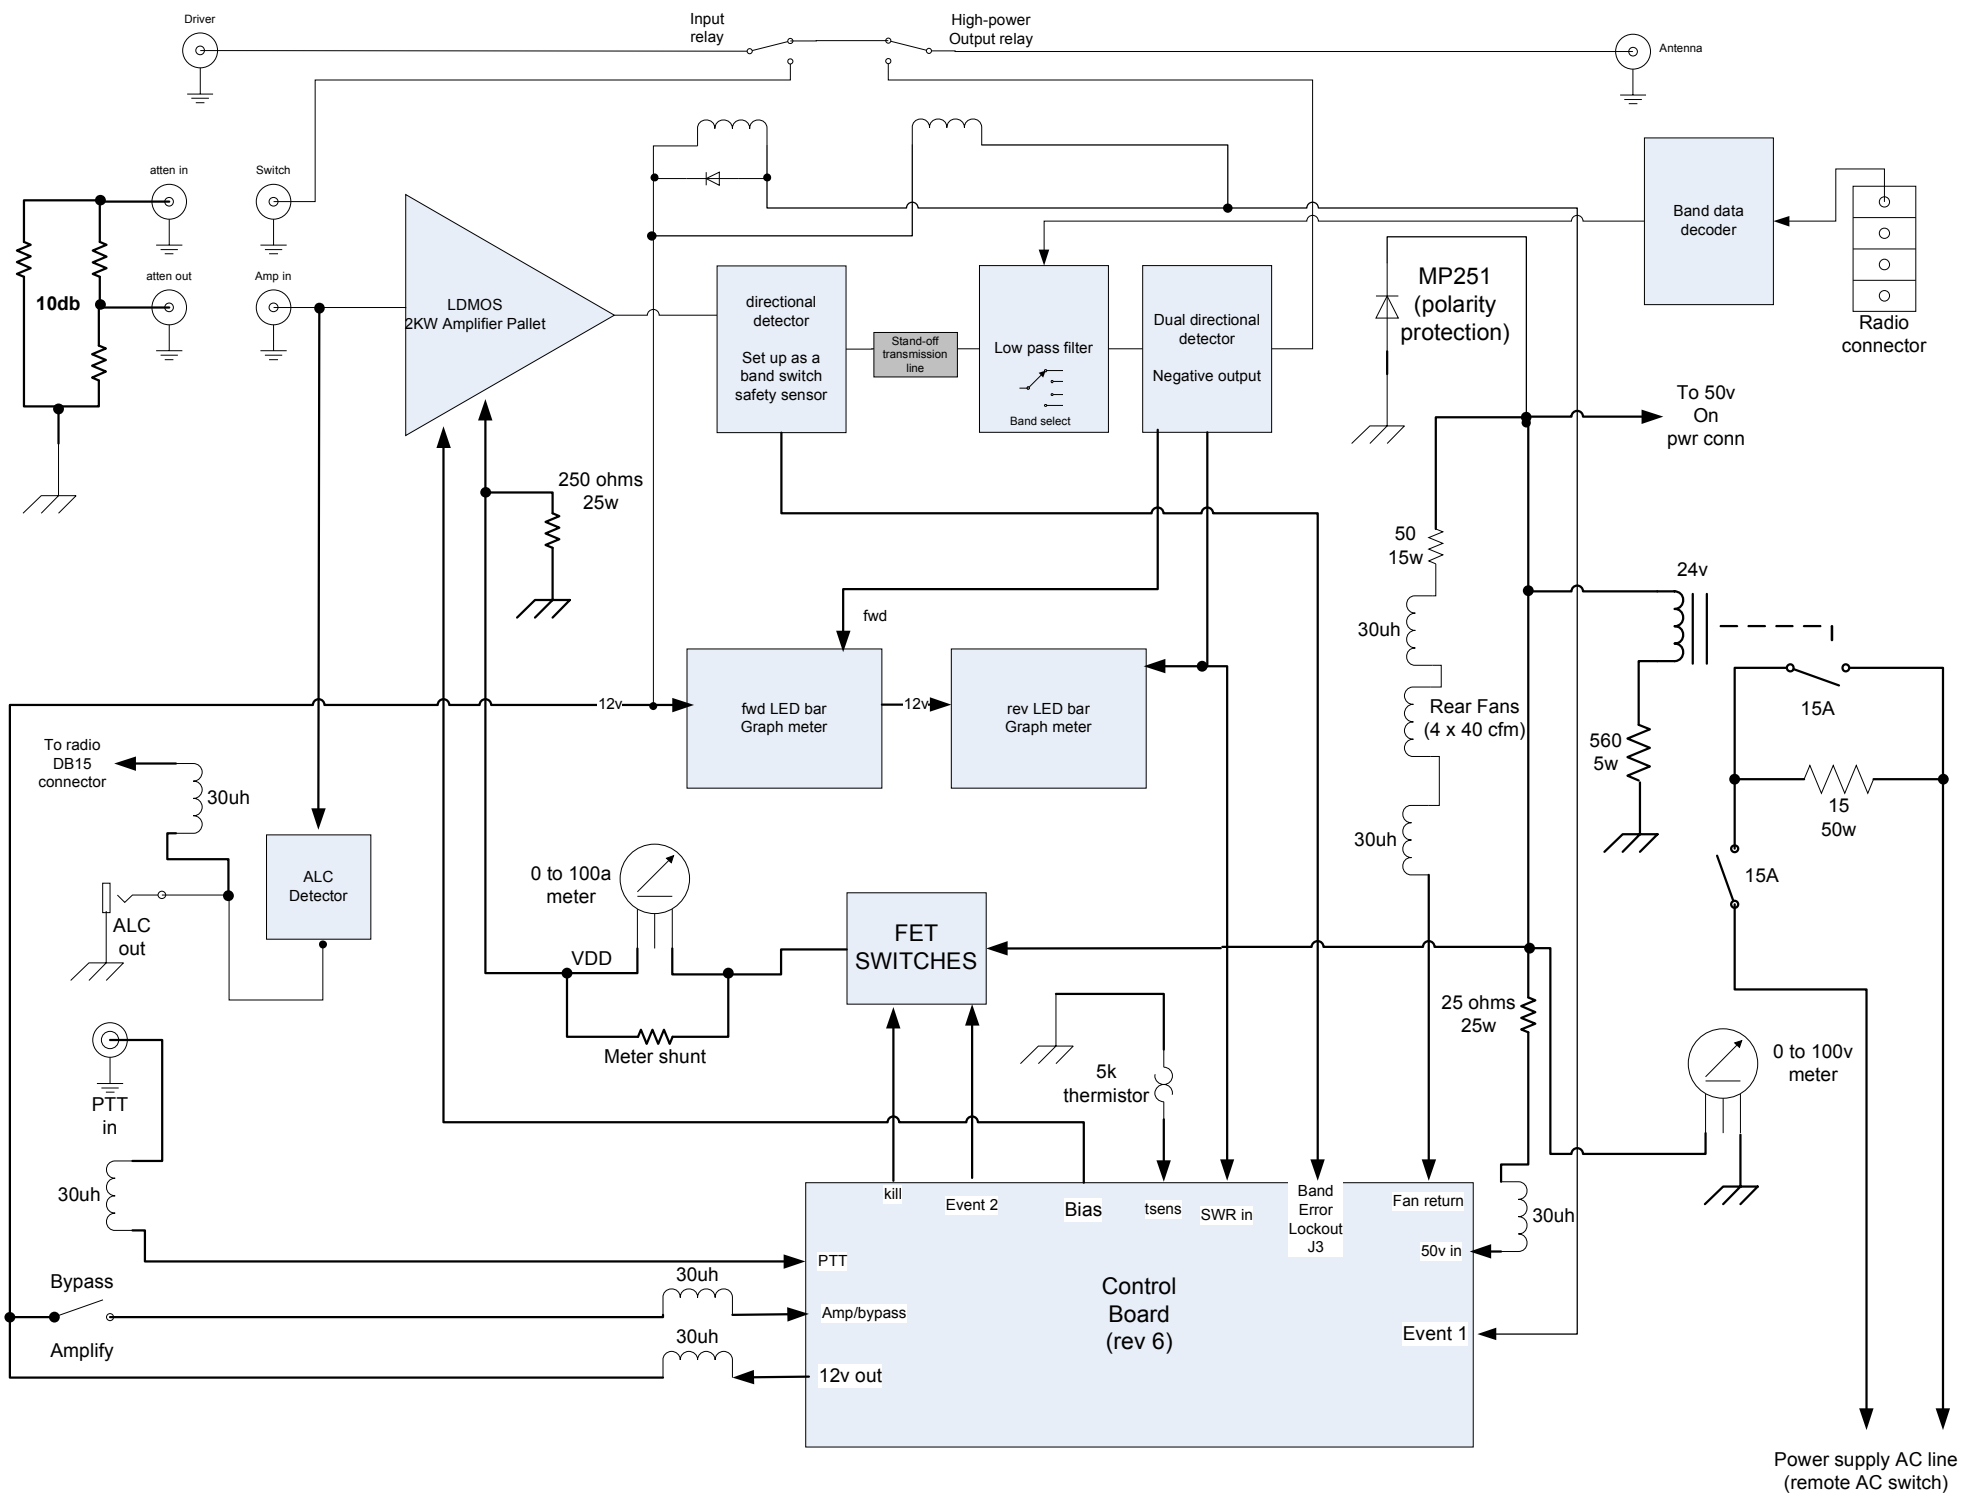 Driver
Input
relay
High-power
Output relay
Antenna
atten in
Switch
Band data
decoder
atten out
Amp in
10db
LDMOS
2KW Amplifier Pallet
directional
detector
Set up as a
band switch
safety sensor
Stand-off
transmission
line
Low pass filter
Band select
Dual directional
detector
Negative output
MP251
(polarity
protection)
Radio
connector
To 50v
On
pwr conn
250 ohms
25w
50
15w
24v
fwd
30uh
12v
fwd LED bar
Graph meter
12v
rev LED bar
Graph meter
Rear Fans
(4 x 40 cfm)
15A
560
5w
To radio
DB15
connector
30uh
15
50w
30uh
ALC
Detector
0 to 100a
meter
15A
ALC
out
FET
SWITCHES
VDD
25 ohms
25w
Meter shunt
5k
thermistor
0 to 100v
meter
PTT
in
30uh
kill
Event 2
Bias
tsens
SWR in
Band
Error
Lockout
J3
Fan return
30uh
50v in
PTT
Bypass
30uh
Amp/bypass
Control
Board
(rev 6)
Event 1
Amplify
30uh
12v out
Power supply AC line
(remote AC switch)